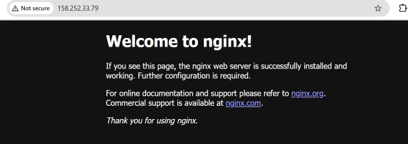 Not secure 158.252.33.79
Welcome to nginx!
If you see this page, the nginx web server is successfully installed and
working. Further configuration is required.
For online documentation and support please refer to nginx.org.
Commercial support is available at nginx.com.
Thank you for using nginx.